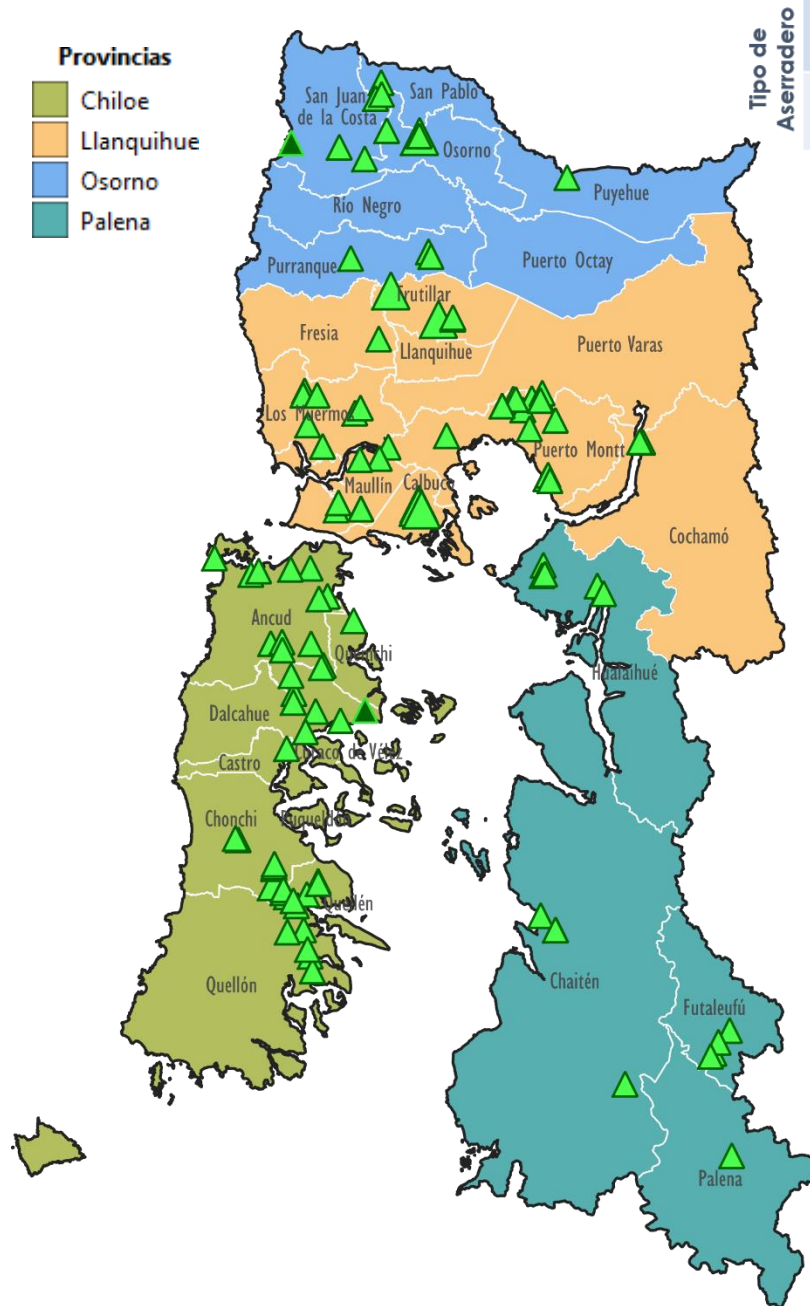 Provincias
Chiloe
Llanquihue
Osorno
Palena
Tipo de
Aserradero
San Juan
de la Costa
San Pablo
Osorno
Puyehue
Río Negro
Purranque
Puerto Octay
Frutillar
Fresia
Llanquihue
Puerto Varas
Los Muermos
Puerto Montt
Maullín
Calbuco
Cochamó
Ancud
Quemchi
Hualaihué
Dalcahue
Castro
Curaco de Vélez
Chonchi
Puqueldón
Queilén
Quellón
Chaitén
Futaleufú
Palena